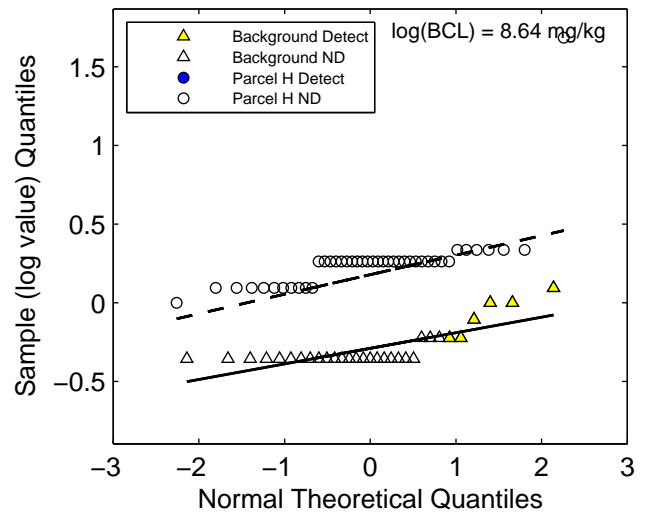 log(BCL) = 8.64 mg/kg
Background Detect
Background ND
Parcel H Detect
Parcel H ND
1.5
1
0.5
0
−0.5
Sample (log value) Quantiles
−3 −2 −1 0 1 2 3
Normal Theoretical Quantiles